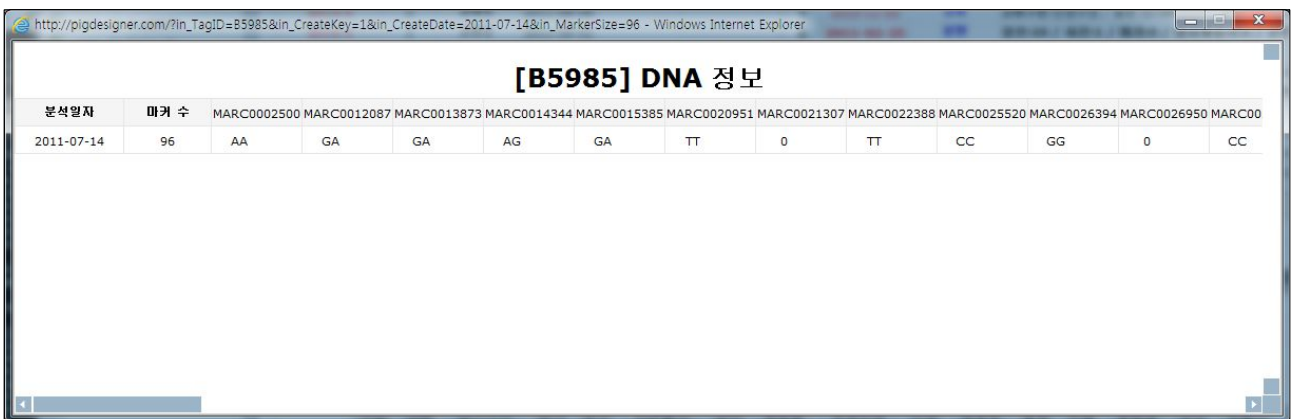 http://pigdesigner.com/?in_TagID=B5985&in_CreateKey=1&in_CreateDate=2011-07-14&in_MarkerSize=96 - Windows Internet Explorer
[B5985] DNA 정보
분석일자 마커 수 MARC0002500 MARC0012087 MARC0013873 MARC0014344 MARC0015385 MARC0020951 MARC0021307 MARC0022388 MARC0025520 MARC0026394 MARC0026950 MARC00
2011-07-14 96 AA GA GA AG GA TT 0 TT CC GG 0 CC